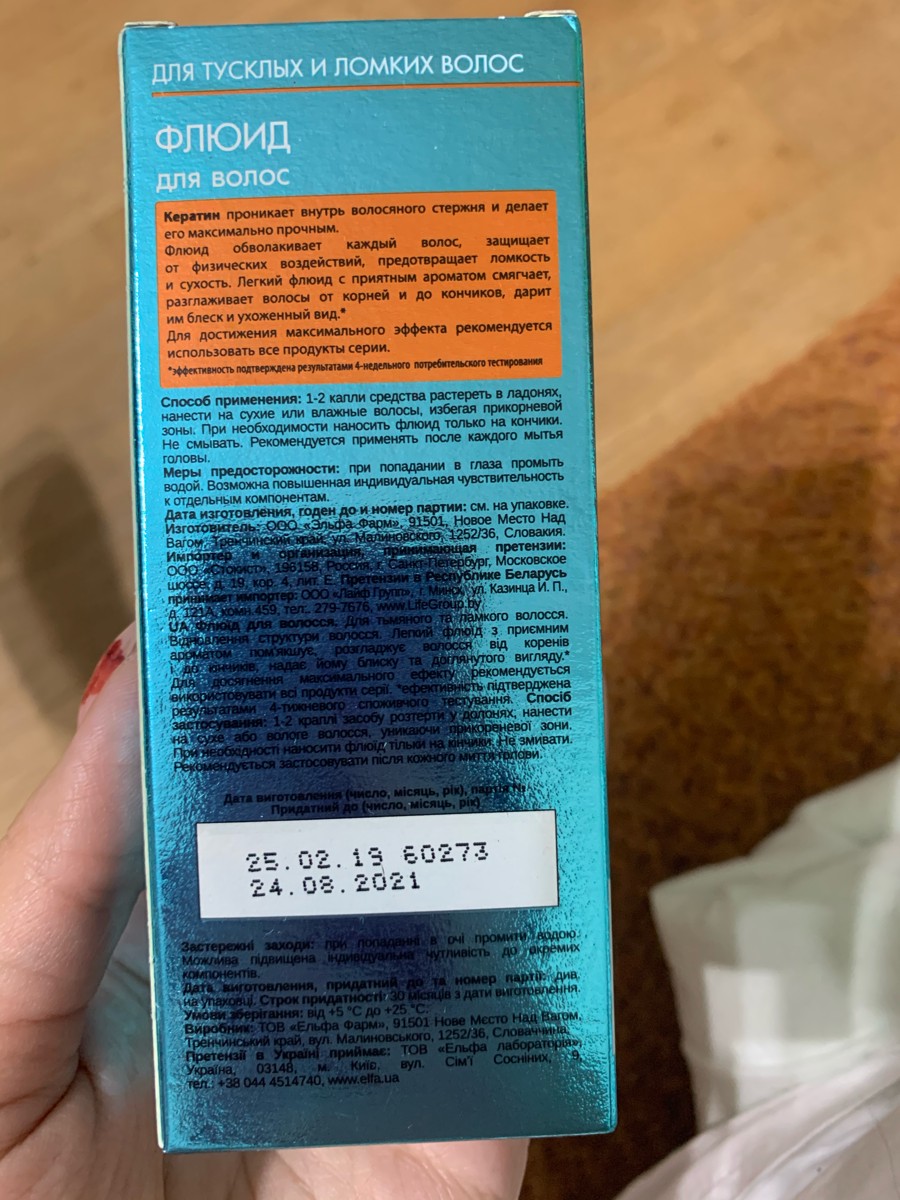 ДЛЯ ТУСКЛЫХ И ЛОМКИХ ВОЛОС
ФЛЮИД
ДЛЯ ВОЛОС
Кератин проникает внутрь волосяного стержня и делает
его максимально прочным.
Флюид обволакивает каждый волос, защищает
от физических воздействий, предотвращает ломкость
и сухость. Легкий флюид с приятным ароматом смягчает,
разглаживает волосы от корней и до кончиков, дарит
им блеск и ухоженный вид.*
Для достижения максимального эффекта рекомендуется
использовать все продукты серии.
*эффективность подтверждена результатами 4-недельного потребительского тестирования
Способ применения: 1-2 капли средства растереть в ладонях,
нанести на сухие или влажные волосы, избегая прикорневой
зоны. При необходимости наносить флюид только на кончики.
Не смывать. Рекомендуется применять после каждого мытья
головы.
Меры предосторожности: при попадании в глаза промыть
водой. Возможна повышенная индивидуальная чувствительность
к отдельным компонентам.
Дата изготовления, годен до и номер партии: см. на упаковке.
Изготовитель: ООО «Эльфа Фарм», 91501, Новое Место Над
Вагом, Тренчинский край, ул. Малиновского, 1252/36, Словакия.
Импортер и организация, принимающая претензии:
ООО «Стокист», 196158, Россия, г. Санкт-Петербург, Московское
шоссе, д. 19, кор. 4, лит. Е. Претензии в Республике Беларусь
принимает импортер: ООО «Лайф Групп», г. Минск, ул. Казинца И. П.,
д. 121А, комн.459, тел.: 279-7676, www.LifeGroup.by
UA Флюїд для волосся. Для тьмяного та ламкого волосся.
Відновлення структури волосся. Легкий флюїд з приємним
ароматом пом'якшує, розгладжує волосся від коренів
і до кінчиків, надає йому блиску та доглянутого вигляду.*
Для досягнення максимального ефекту рекомендується
використовувати всі продукти серії. *ефективність підтверджена
результатами 4-тижневого споживчого тестування. Спосіб
застосування: 1-2 краплі засобу розтерти у долонях, нанести
на сухе або вологе волосся, уникаючи прикореневої зони.
При необхідності наносити флюїд тільки на кінчики. Не змивати.
Рекомендується застосовувати після кожного миття голови.
Дата виготовлення (число, місяць, рік), партія №
Придатний до (число, місяць, рік)
25.02.19 60273
24.08.2021
Застережні заходи: при попаданні в очі промити водою.
Можлива підвищена індивідуальна чутливість до окремих
компонентів.
Дата виготовлення, придатний до та номер партії: див.
на упаковці. Строк придатності: 30 місяців з дати виготовлення.
Умови зберігання: від +5 °С до +25 °С.
Виробник: ТОВ «Ельфа Фарм», 91501 Нове Мєсто Над Вагом,
Тренчинський край, вул. Малиновського, 1252/36, Словаччина.
Претензії в Україні приймає: ТОВ «Ельфа лабораторія»,
Україна, 03148, м. Київ, вул. Сім'ї Сосніних, 9,
тел.: +38 044 4514740, www.elfa.ua